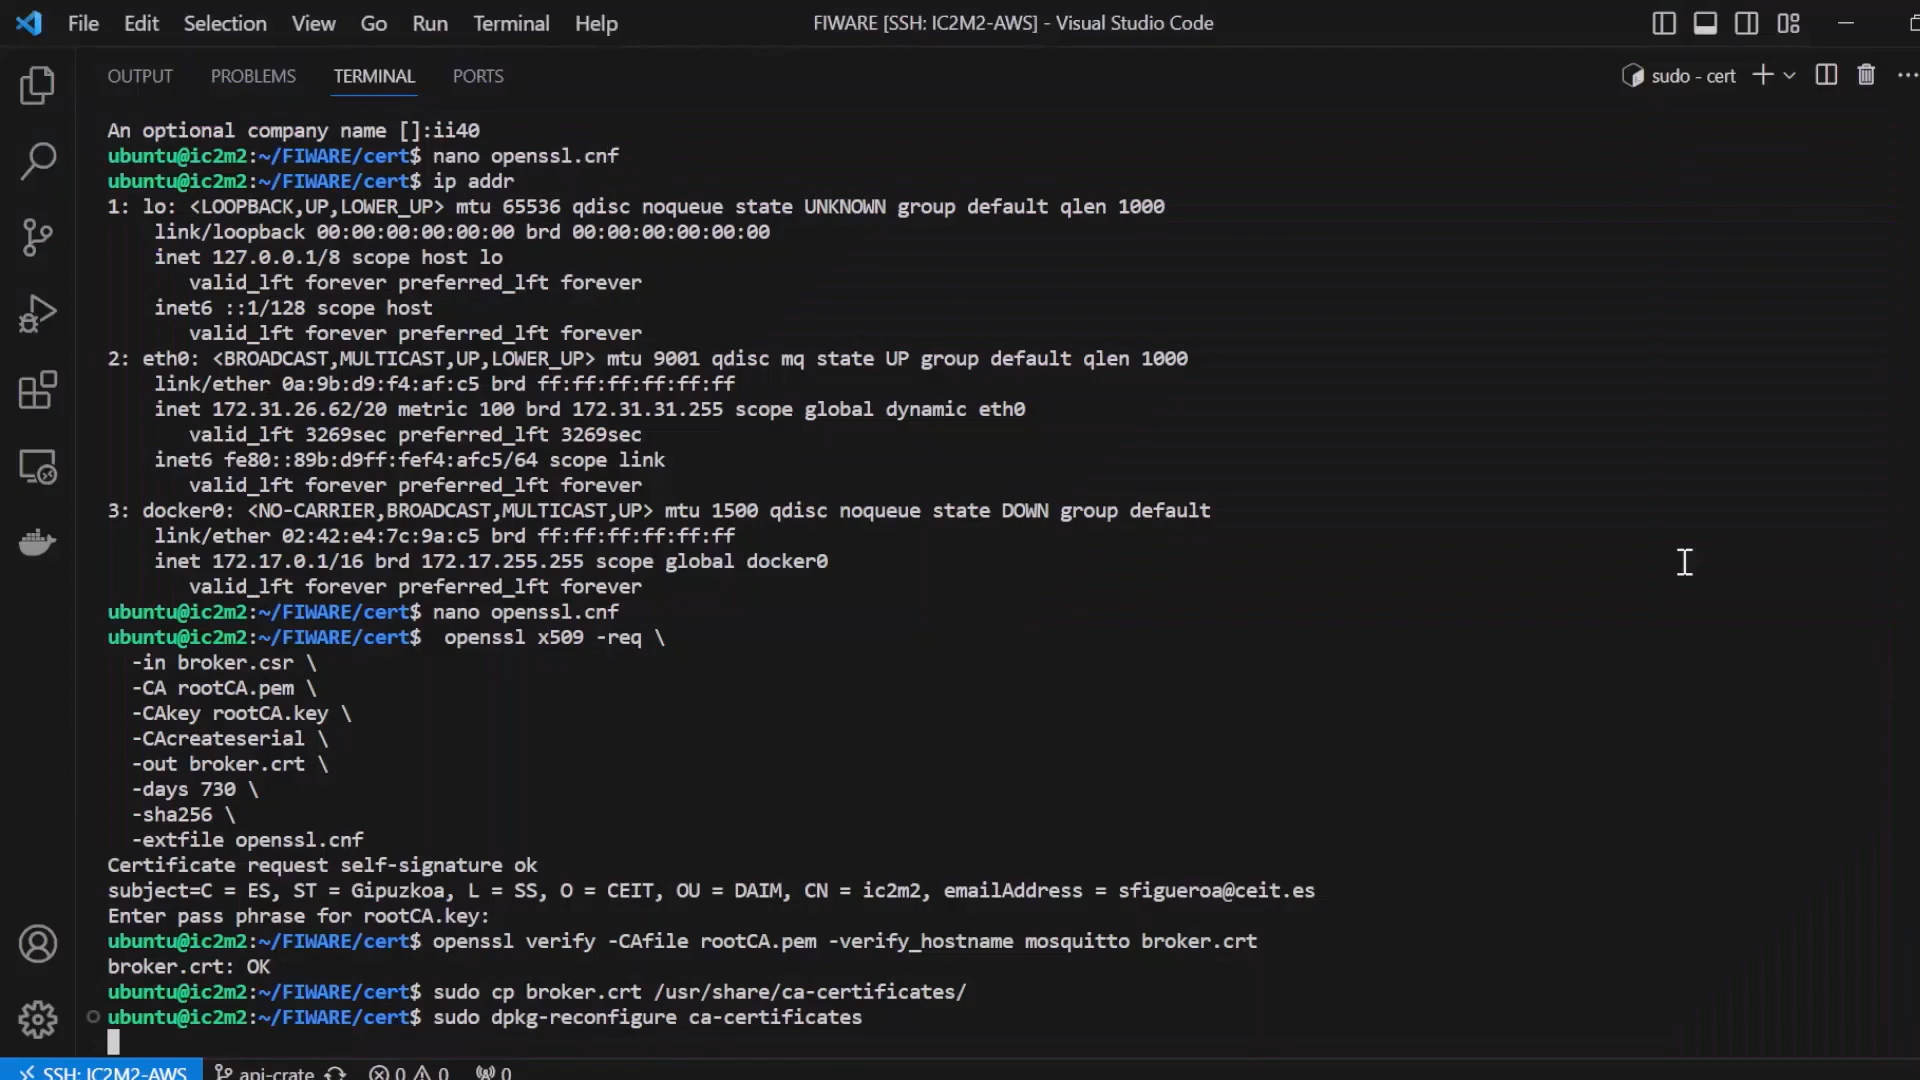 File Edit Selection View Go Run Terminal Help FIWARE [SSH: IC2M2-AWS] - Visual Studio Code
OUTPUT PROBLEMS TERMINAL PORTS sudo - cert
An optional company name []:ii40
ubuntu@ic2m2:~/FIWARE/cert$ nano openssl.cnf
ubuntu@ic2m2:~/FIWARE/cert$ ip addr
1: lo: <LOOPBACK,UP,LOWER_UP> mtu 65536 qdisc noqueue state UNKNOWN group default qlen 1000
    link/loopback 00:00:00:00:00:00 brd 00:00:00:00:00:00
    inet 127.0.0.1/8 scope host lo
       valid_lft forever preferred_lft forever
    inet6 ::1/128 scope host
       valid_lft forever preferred_lft forever
2: eth0: <BROADCAST,MULTICAST,UP,LOWER_UP> mtu 9001 qdisc mq state UP group default qlen 1000
    link/ether 0a:9b:d9:f4:af:c5 brd ff:ff:ff:ff:ff:ff
    inet 172.31.26.62/20 metric 100 brd 172.31.31.255 scope global dynamic eth0
       valid_lft 3269sec preferred_lft 3269sec
    inet6 fe80::89b:d9ff:fef4:afc5/64 scope link
       valid_lft forever preferred_lft forever
3: docker0: <NO-CARRIER,BROADCAST,MULTICAST,UP> mtu 1500 qdisc noqueue state DOWN group default
    link/ether 02:42:e4:7c:9a:c5 brd ff:ff:ff:ff:ff:ff
    inet 172.17.0.1/16 brd 172.17.255.255 scope global docker0
       valid_lft forever preferred_lft forever
ubuntu@ic2m2:~/FIWARE/cert$ nano openssl.cnf
ubuntu@ic2m2:~/FIWARE/cert$  openssl x509 -req \
  -in broker.csr \
  -CA rootCA.pem \
  -CAkey rootCA.key \
  -CAcreateserial \
  -out broker.crt \
  -days 730 \
  -sha256 \
  -extfile openssl.cnf
Certificate request self-signature ok
subject=C = ES, ST = Gipuzkoa, L = SS, O = CEIT, OU = DAIM, CN = ic2m2, emailAddress = sfigueroa@ceit.es
Enter pass phrase for rootCA.key:
ubuntu@ic2m2:~/FIWARE/cert$ openssl verify -CAfile rootCA.pem -verify_hostname mosquitto broker.crt
broker.crt: OK
ubuntu@ic2m2:~/FIWARE/cert$ sudo cp broker.crt /usr/share/ca-certificates/
ubuntu@ic2m2:~/FIWARE/cert$ sudo dpkg-reconfigure ca-certificates
SSH: IC2M2-AWS api-crate 0 0 0